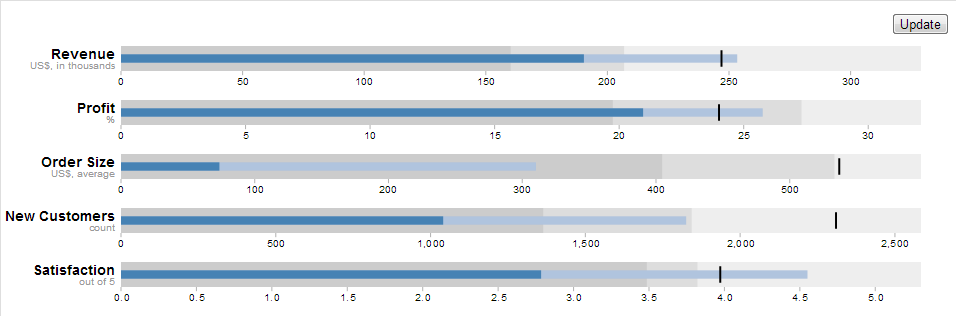 Update
Revenue
US$, in thousands
0 50 100 150 200 250 300
Profit
%
0 5 10 15 20 25 30
Order Size
US$, average
0 100 200 300 400 500
New Customers
count
0 500 1,000 1,500 2,000 2,500
Satisfaction
out of 5
0.0 0.5 1.0 1.5 2.0 2.5 3.0 3.5 4.0 4.5 5.0